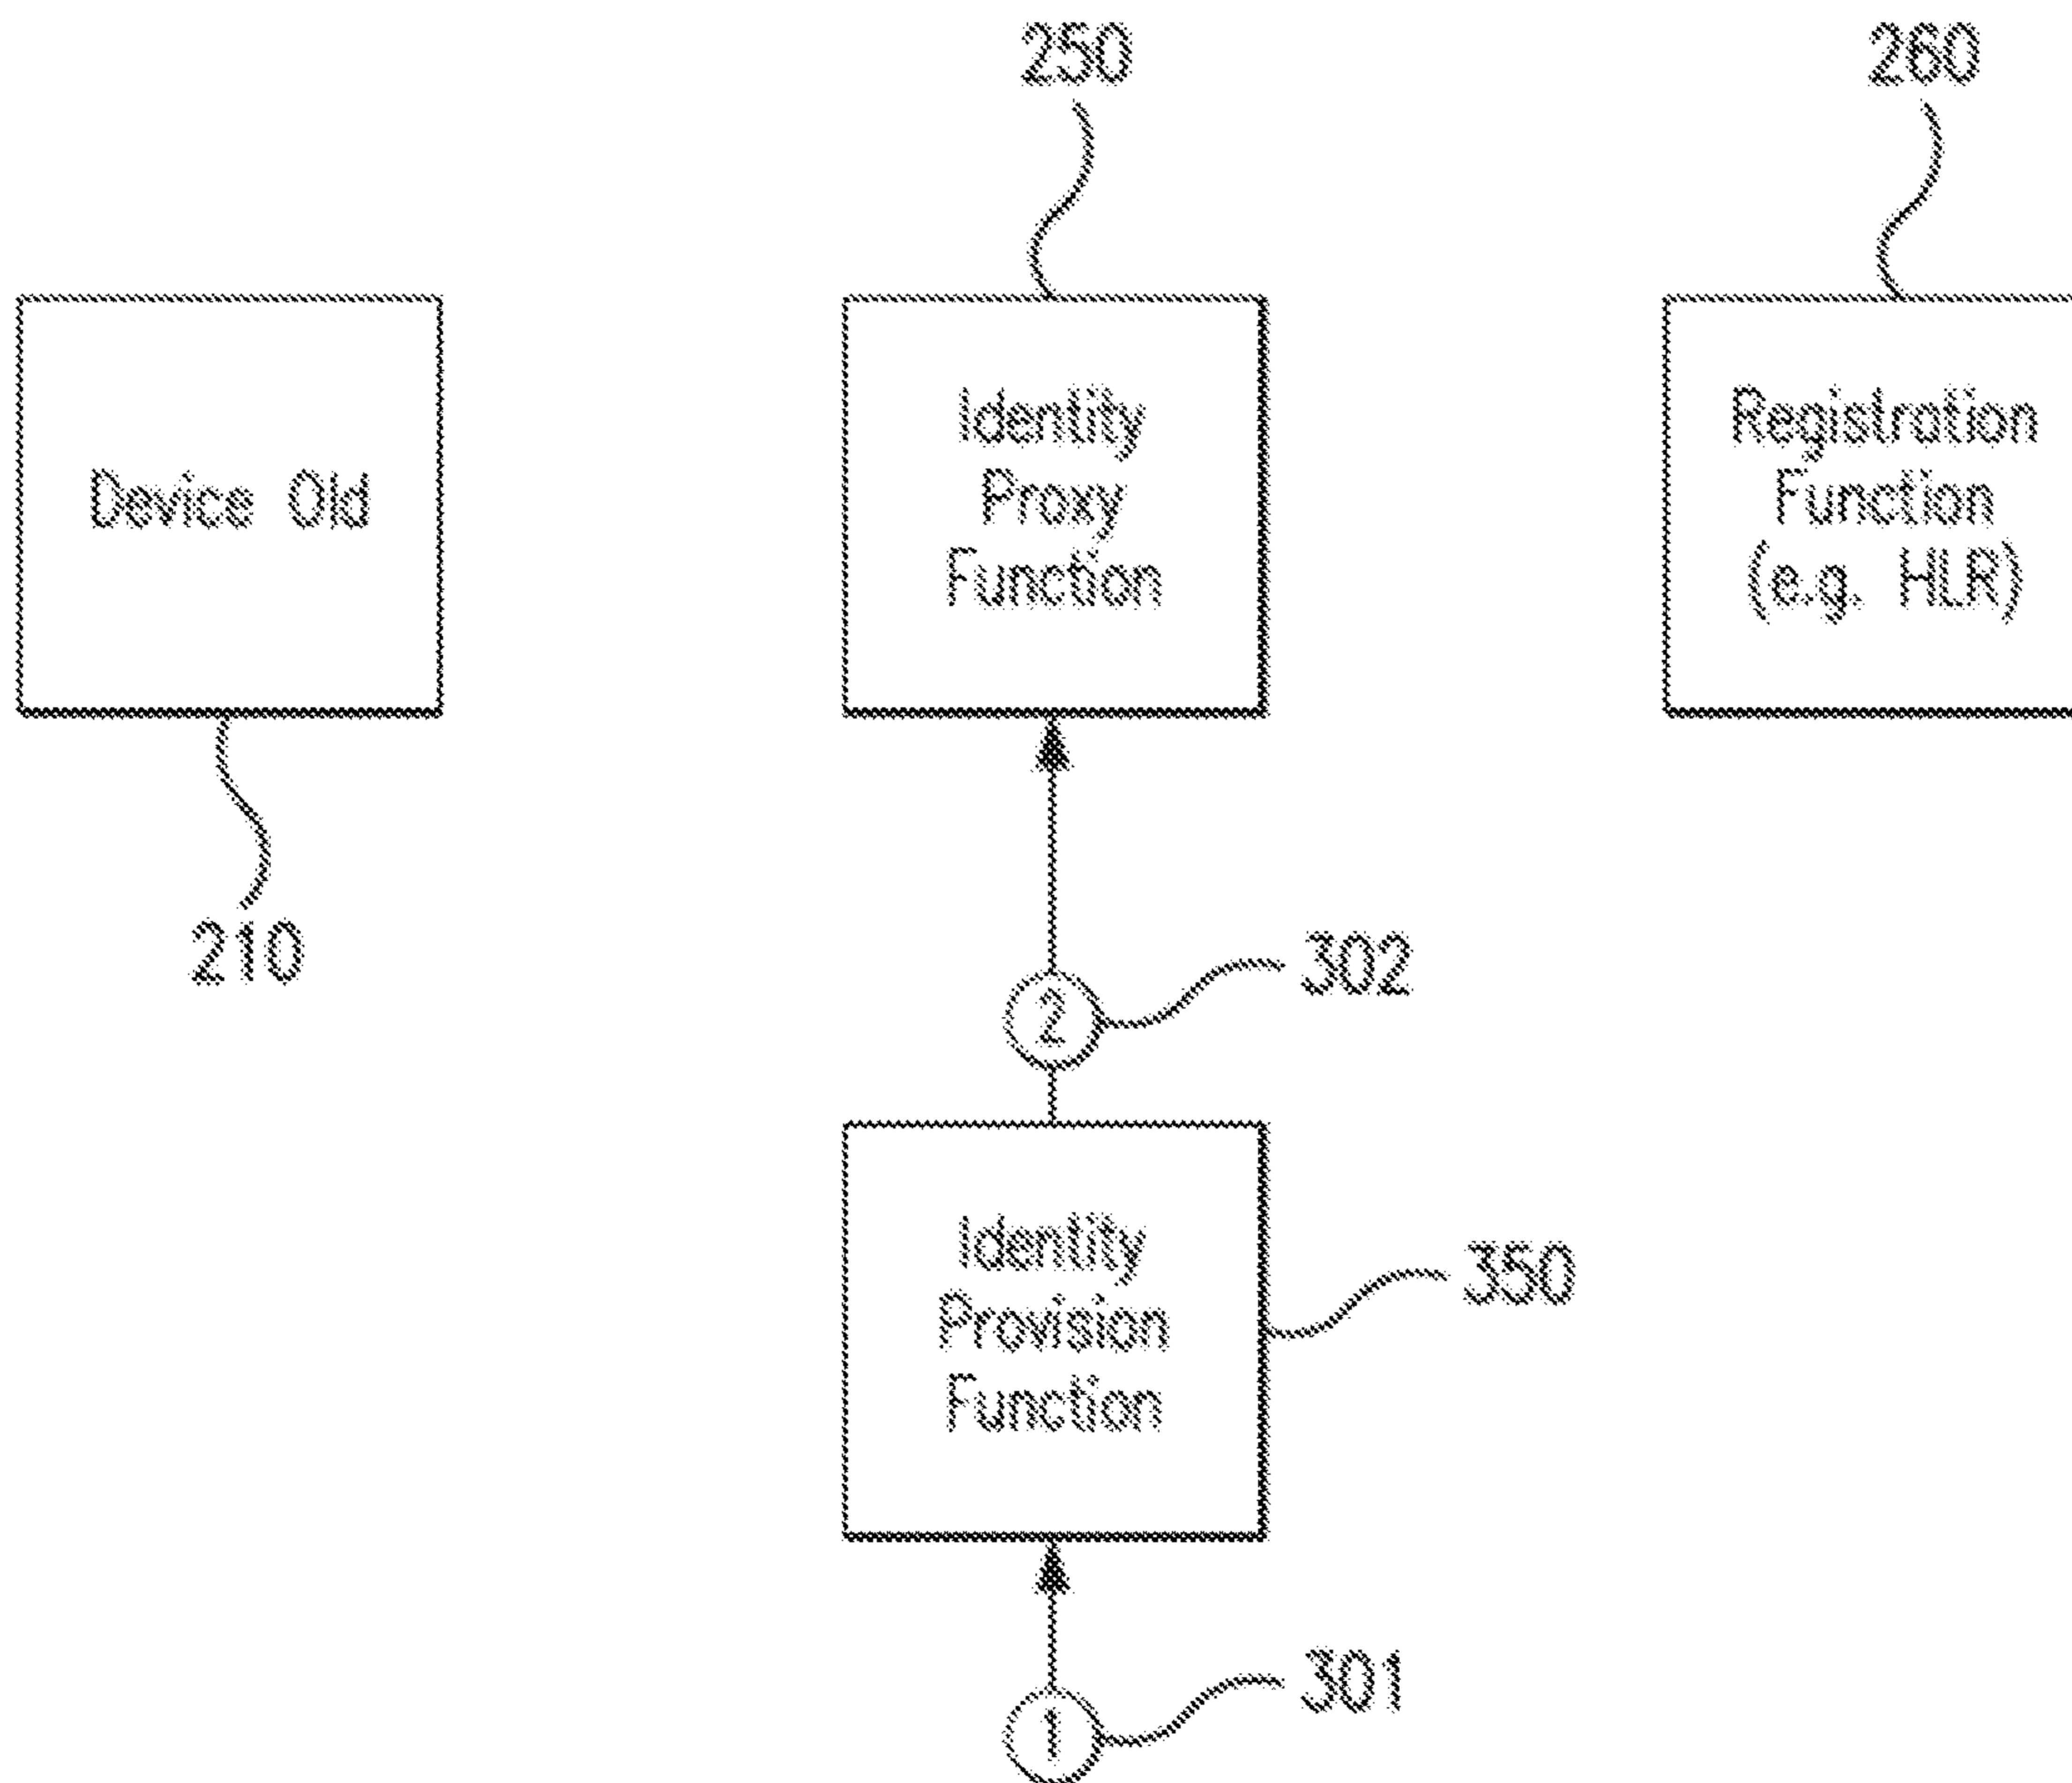 250
260
Device Old
Identity
Proxy
Function
Registration
Function
(e.g. HLR)
210
302
2
Identity
Provision
Function
350
301
1